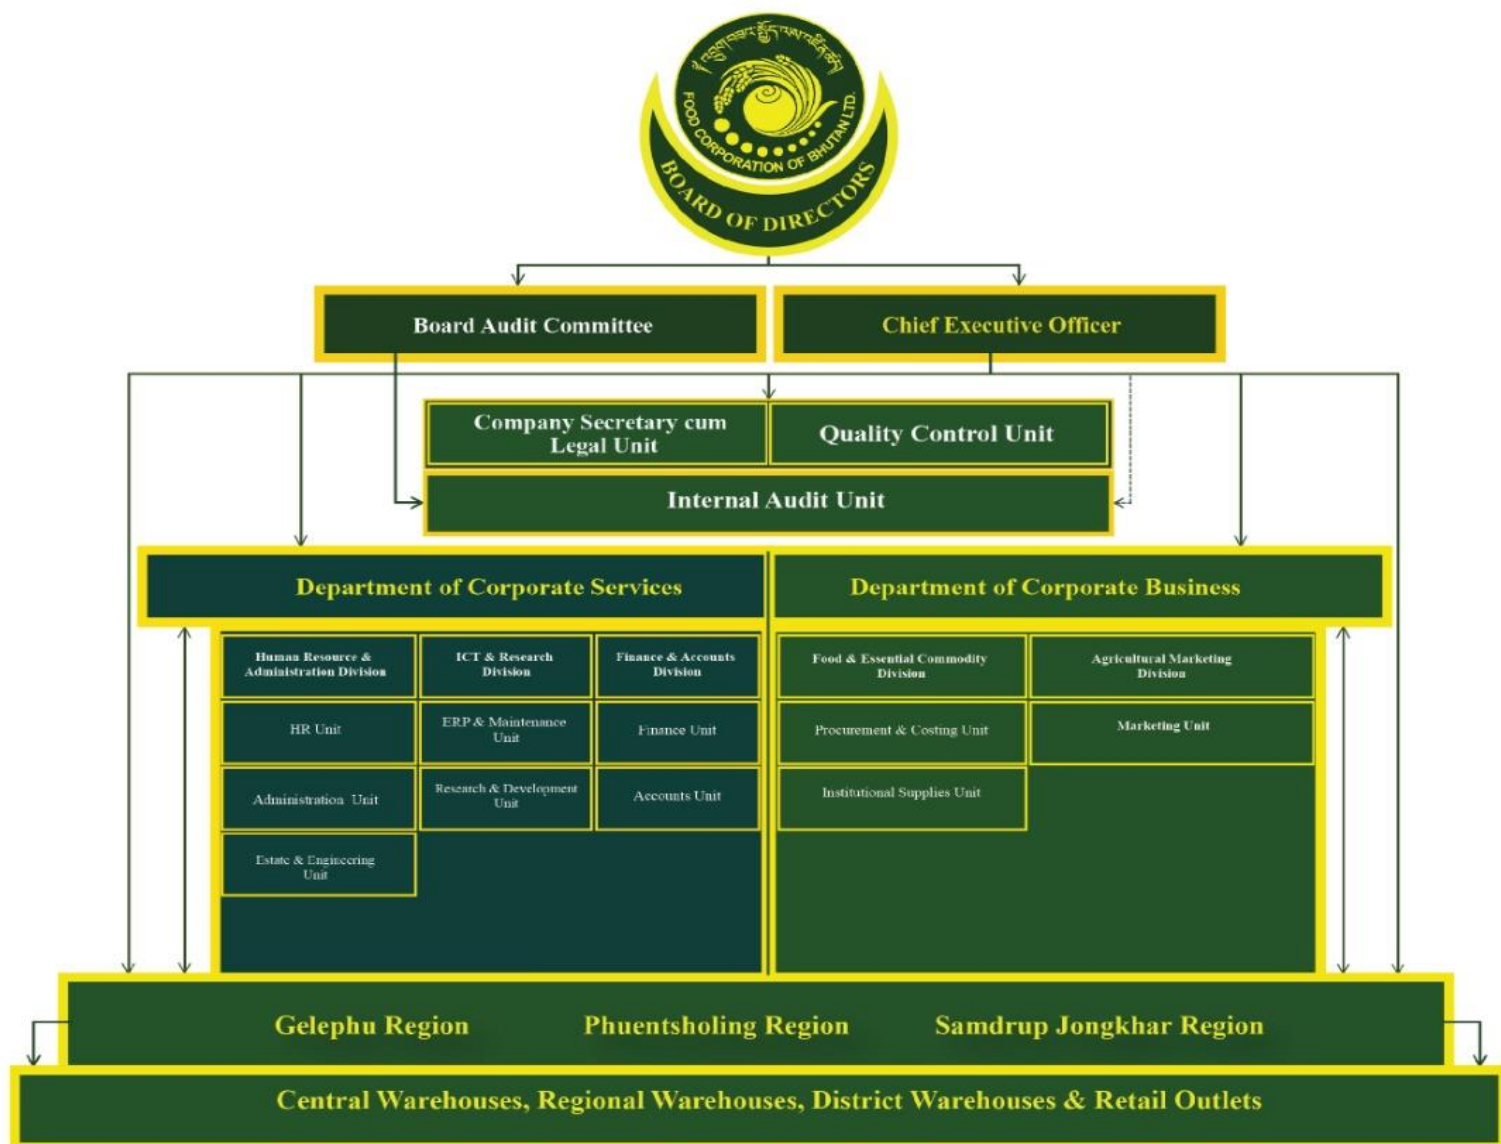 FOOD CORPORATION OF BHUTAN LTD.
BOARD OF DIRECTORS
Board Audit Committee
Chief Executive Officer
Company Secretary cum
Legal Unit
Quality Control Unit
Internal Audit Unit
Department of Corporate Services
Department of Corporate Business
Human Resource &
Administration Division
ICT & Research
Division
Finance & Accounts
Division
Food & Essential Commodity
Division
Agricultural Marketing
Division
HR Unit
ERP & Maintenance
Unit
Finance Unit
Procurement & Costing Unit
Marketing Unit
Administration Unit
Research & Development
Unit
Accounts Unit
Institutional Supplies Unit
Estate & Engineering
Unit
Gelephu Region
Phuentsholing Region
Samdrup Jongkhar Region
Central Warehouses, Regional Warehouses, District Warehouses & Retail Outlets